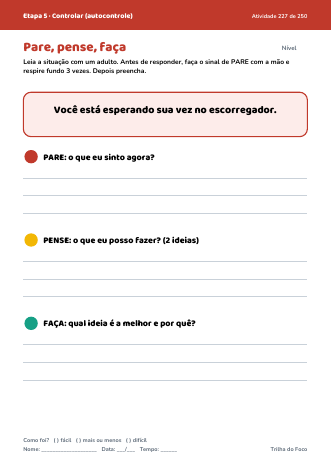 Etapa 5 · Controlar (autocontrole)
Atividade 227 de 250
Pare, pense, faça
Nível
Leia a situação com um adulto. Antes de responder, faça o sinal de PARE com a mão e
respire fundo 3 vezes. Depois preencha.
Você está esperando sua vez no escorregador.
PARE: o que eu sinto agora?
PENSE: o que eu posso fazer? (2 ideias)
FAÇA: qual ideia é a melhor e por quê?
Como foi? ( ) fácil ( ) mais ou menos ( ) difícil
Nome: ____________________ Data: ___/___ Tempo: ______
Trilha do Foco